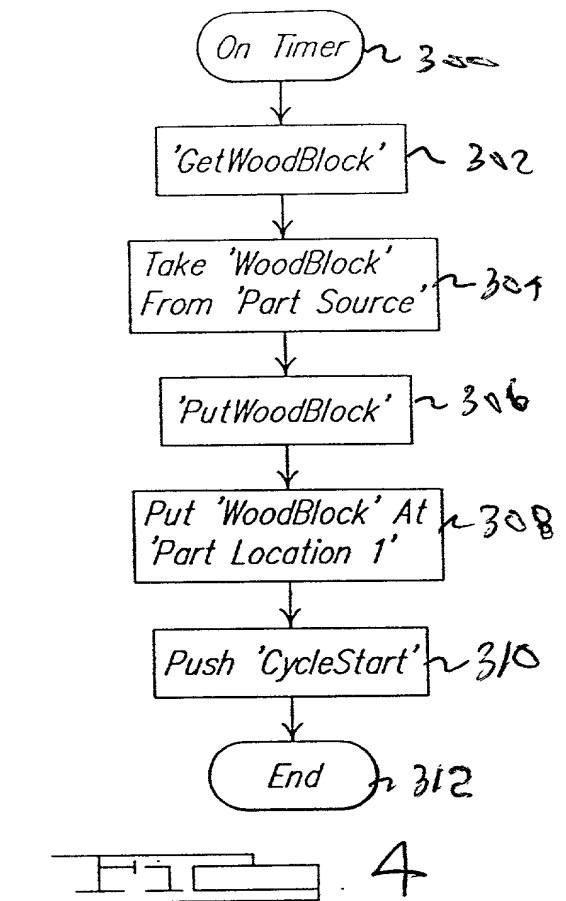 On Timer 300
'GetWoodBlock' 302
Take 'WoodBlock'
From 'Part Source' 304
'PutWoodBlock' 306
Put 'WoodBlock' At
'Part Location 1' 308
Push 'CycleStart' 310
End 312
4